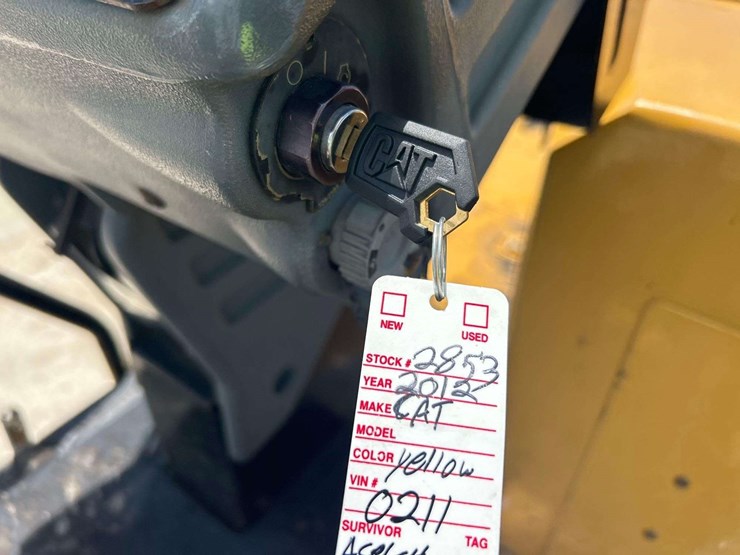 CAT
NEW USED
STOCK # 2853
YEAR 2012
MAKE CAT
MODEL
COLOR yellow
VIN #
0211
SURVIVOR TAG